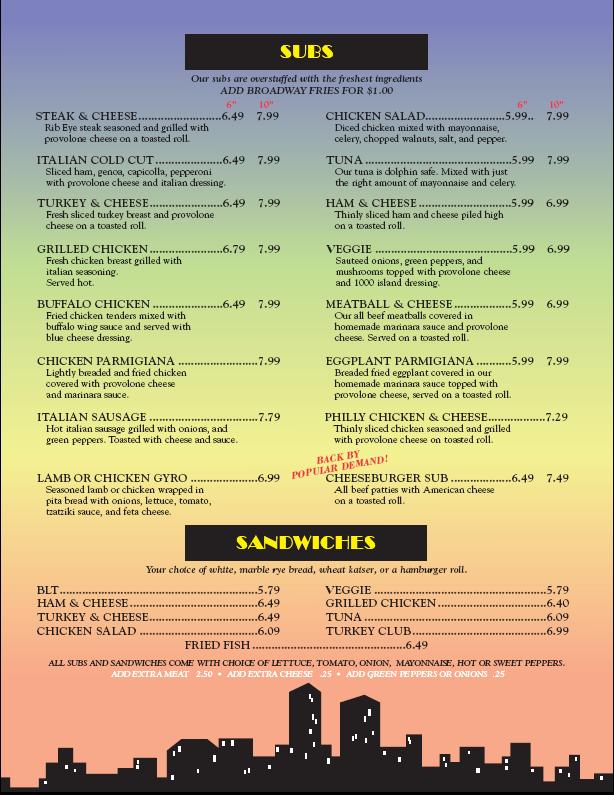 SUBS
Our subs are overstuffed with the freshest ingredients
ADD BROADWAY FRIES FOR $1.00
6" 10"
STEAK & CHEESE..........................6.49 7.99
Rib Eye steak seasoned and grilled with
provolone cheese on a toasted roll.
ITALIAN COLD CUT.....................6.49 7.99
Sliced ham, genoa, capicolla, pepperoni
with provolone cheese and italian dressing.
TURKEY & CHEESE......................6.49 7.99
Fresh sliced turkey breast and provolone
cheese on a toasted roll.
GRILLED CHICKEN.......................6.79 7.99
Fresh chicken breast grilled with
italian seasoning.
Served hot.
BUFFALO CHICKEN.......................6.49 7.99
Fried chicken tenders mixed with
buffalo wing sauce and served with
blue cheese dressing.
CHICKEN PARMIGIANA .........................7.99
Lightly breaded and fried chicken
covered with provolone cheese
and marinara sauce.
ITALIAN SAUSAGE ..................................7.79
Hot italian sausage grilled with onions, and
green peppers. Toasted with cheese and sauce.
LAMB OR CHICKEN GYRO ......................6.99
Seasoned lamb or chicken wrapped in
pita bread with onions, lettuce, tomato,
tzatziki sauce, and feta cheese.
6" 10"
CHICKEN SALAD.........................5.99.. 7.99
Diced chicken mixed with mayonnaise,
celery, chopped walnuts, salt, and pepper.
TUNA ..............................................5.99 7.99
Our tuna is dolphin safe. Mixed with just
the right amount of mayonnaise and celery.
HAM & CHEESE ..............................5.99 6.99
Thinly sliced ham and cheese piled high
on a toasted roll.
VEGGIE ...........................................5.99 6.99
Sauteed onions, green peppers, and
mushrooms topped with provolone cheese
and 1000 island dressing.
MEATBALL & CHEESE ..................5.99 6.99
Our all beef meatballs covered in
homemade marinara sauce and provolone
cheese. Served on a toasted roll.
EGGPLANT PARMIGIANA ............5.99 7.99
Breaded fried eggplant covered in our
homemade marinara sauce topped with
provolone cheese, served on a toasted roll.
PHILLY CHICKEN & CHEESE..................7.29
Thinly sliced chicken seasoned and grilled
with provolone cheese on toasted roll.
BACK BY
POPULAR DEMAND!
CHEESEBURGER SUB ....................6.49 7.49
All beef patties with American cheese
on a toasted roll.
SANDWICHES
Your choice of white, marble rye bread, wheat kaiser, or a hamburger roll.
BLT..............................................................5.79
HAM & CHEESE........................................6.49
TURKEY & CHEESE..................................6.49
CHICKEN SALAD .....................................6.09
VEGGIE .......................................................5.79
GRILLED CHICKEN...................................6.40
TUNA ..........................................................6.09
TURKEY CLUB............................................6.99
FRIED FISH ................................................6.49
ALL SUBS AND SANDWICHES COME WITH CHOICE OF LETTUCE, TOMATO, ONION, MAYONNAISE, HOT OR SWEET PEPPERS.
ADD EXTRA MEAT 2.50 • ADD EXTRA CHEESE .25 • ADD GREEN PEPPERS OR ONIONS .25